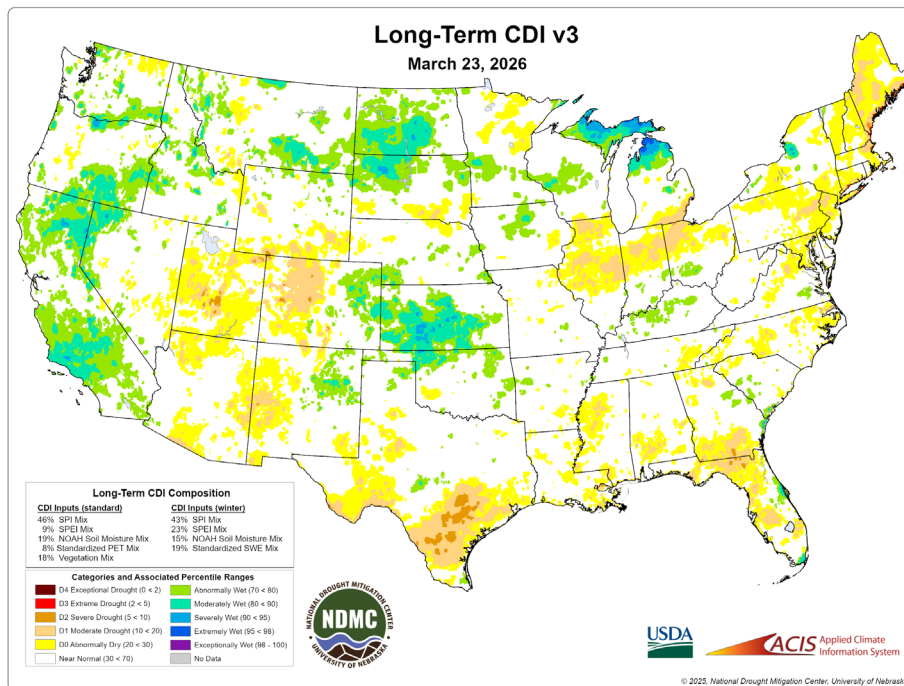 Long-Term CDI v3
March 23, 2026
Long-Term CDI Composition
CDI Inputs (standard)
46% SPI Mix
9% SPEI Mix
19% NOAH Soil Moisture Mix
8% Standardized PET Mix
18% Vegetation Mix
CDI Inputs (winter)
43% SPI Mix
23% SPEI Mix
15% NOAH Soil Moisture Mix
19% Standardized SWE Mix
Categories and Associated Percentile Ranges
D4 Exceptional Drought (0 < 2)
D3 Extreme Drought (2 < 5)
D2 Severe Drought (5 < 10)
D1 Moderate Drought (10 < 20)
D0 Abnormally Dry (20 < 30)
Near Normal (30 < 70)
Abnormally Wet (70 < 80)
Moderately Wet (80 < 90)
Severely Wet (90 < 95)
Extremely Wet (95 < 98)
Exceptionally Wet (98 - 100)
No Data
NATIONAL DROUGHT MITIGATION CENTER
NDMC
UNIVERSITY OF NEBRASKA
USDA
ACIS Applied Climate
Information System
© 2025, National Drought Mitigation Center, University of Nebrask